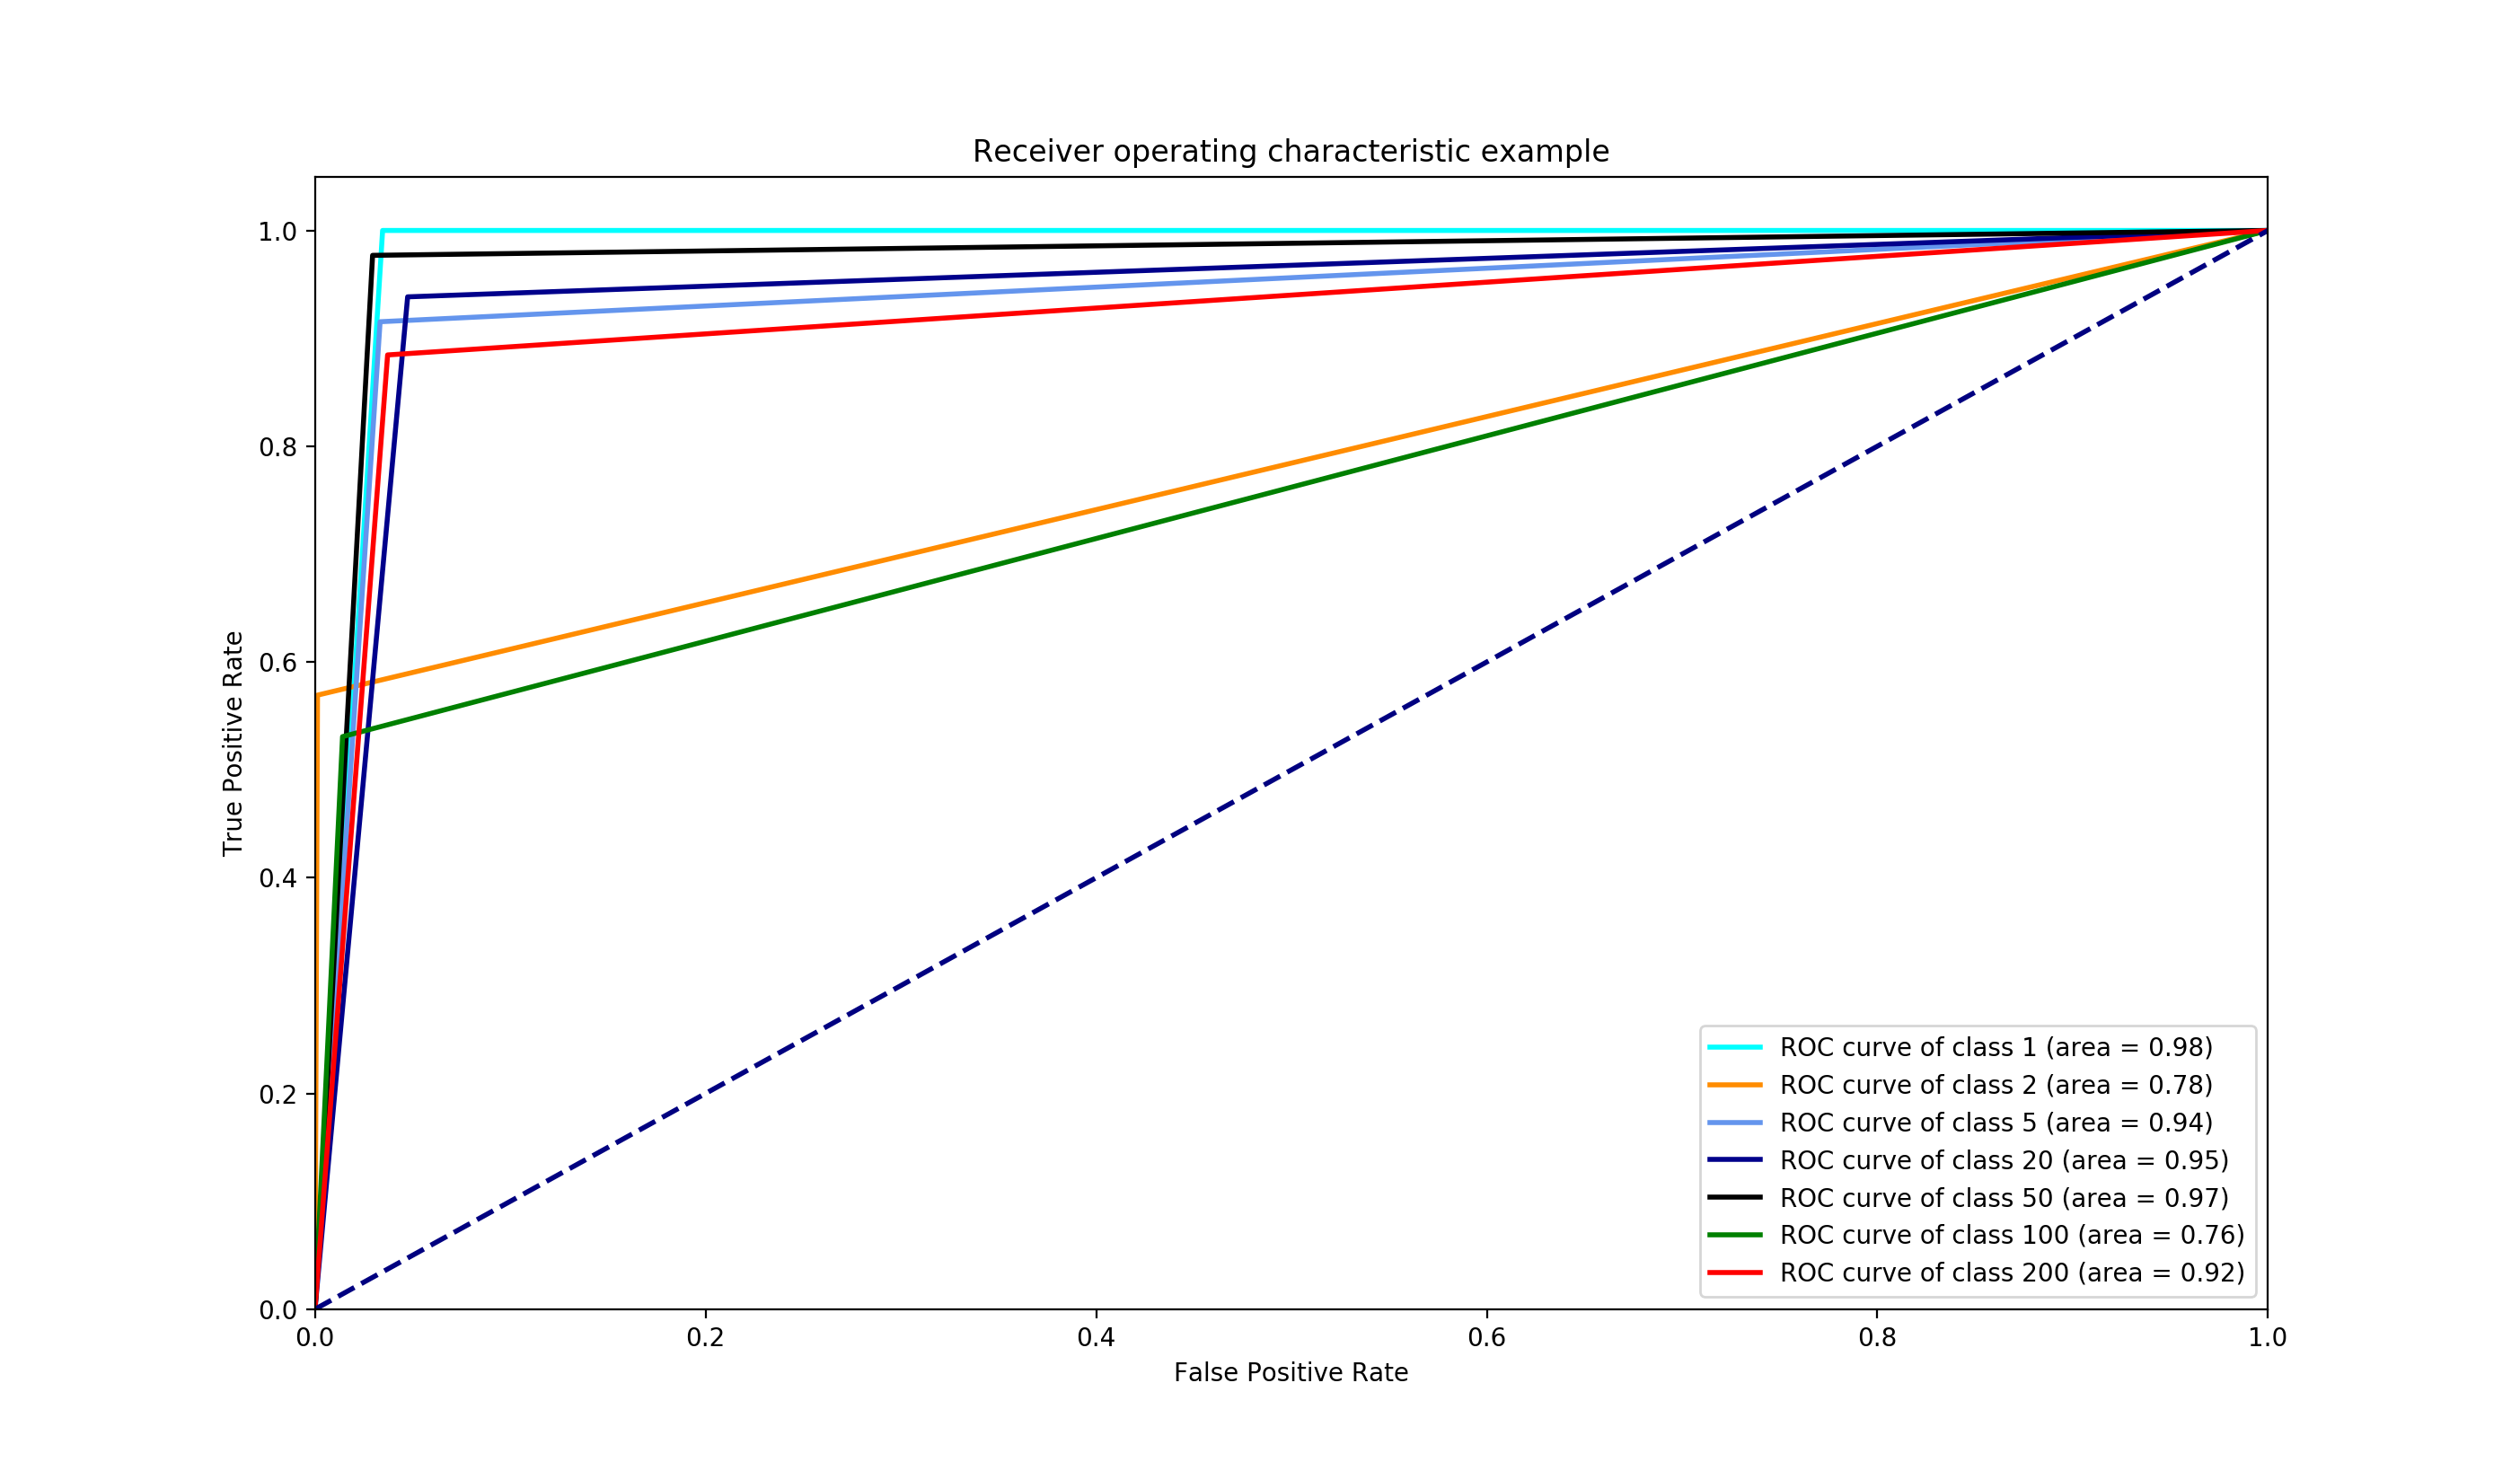 Receiver operating characteristic example
True Positive Rate
1.0
0.8
0.6
0.4
0.2
0.0
0.0 0.2 0.4 0.6 0.8 1.0
False Positive Rate
ROC curve of class 1 (area = 0.98)
ROC curve of class 2 (area = 0.78)
ROC curve of class 5 (area = 0.94)
ROC curve of class 20 (area = 0.95)
ROC curve of class 50 (area = 0.97)
ROC curve of class 100 (area = 0.76)
ROC curve of class 200 (area = 0.92)